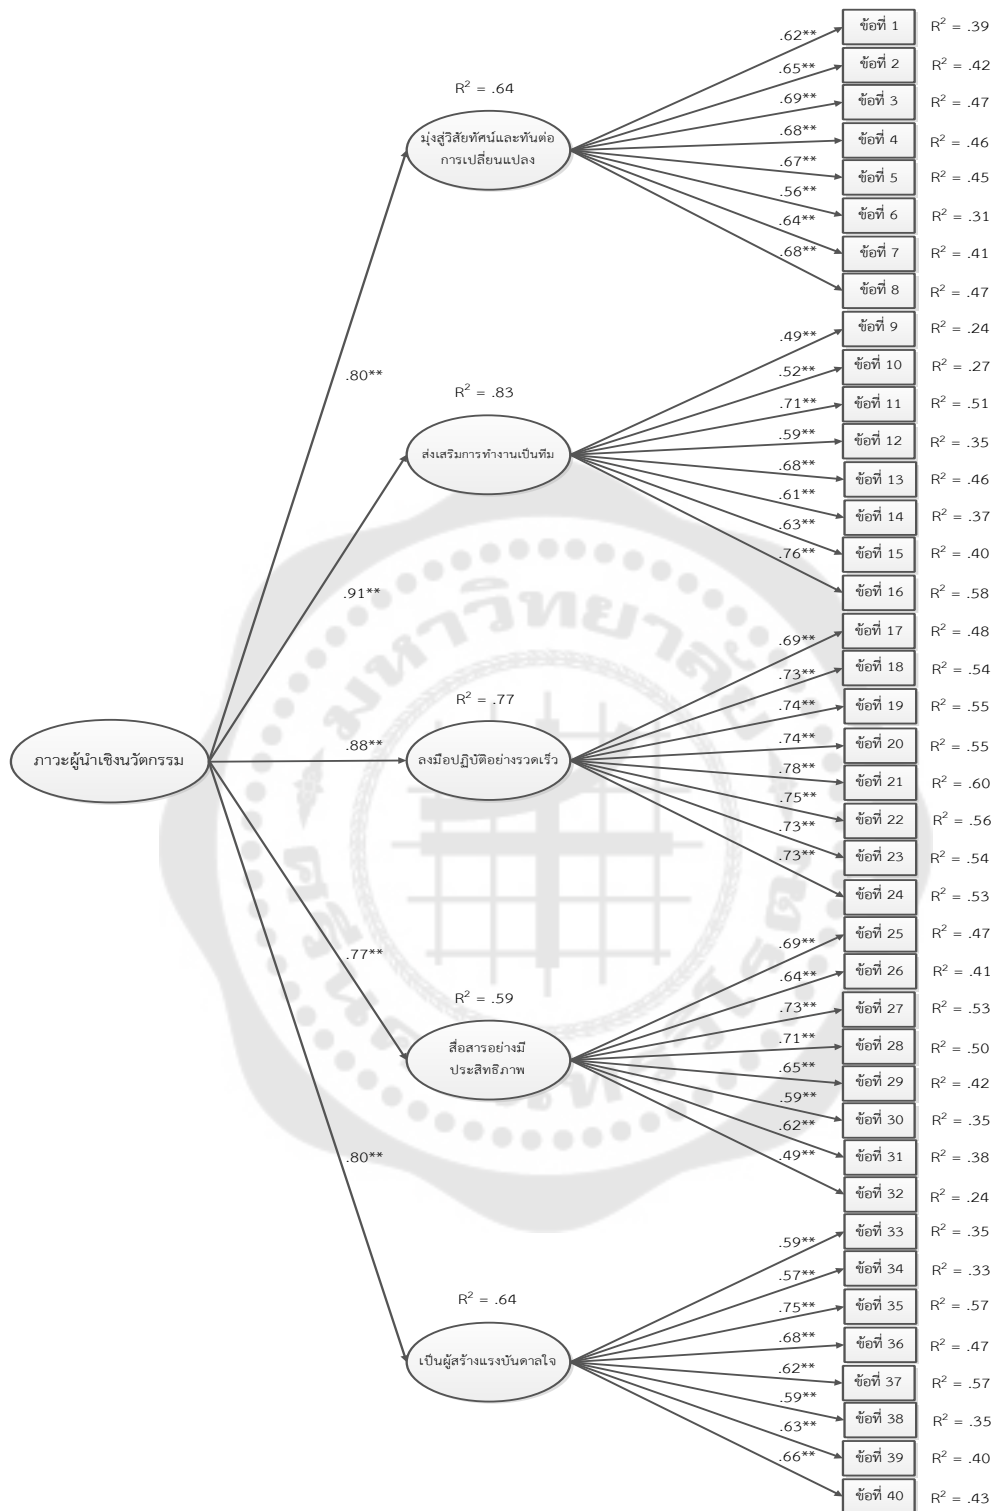 .62**
ข้อที่ 1
R² = .39
.65**
ข้อที่ 2
R² = .42
.69**
ข้อที่ 3
R² = .47
.68**
ข้อที่ 4
R² = .46
.67**
ข้อที่ 5
R² = .45
.56**
ข้อที่ 6
R² = .31
.64**
ข้อที่ 7
R² = .41
.68**
ข้อที่ 8
R² = .47
R² = .64
มุ่งสู่วิสัยทัศน์และทันต่อ
การเปลี่ยนแปลง
.80**
.49**
ข้อที่ 9
R² = .24
.52**
ข้อที่ 10
R² = .27
.71**
ข้อที่ 11
R² = .51
.59**
ข้อที่ 12
R² = .35
.68**
ข้อที่ 13
R² = .46
.61**
ข้อที่ 14
R² = .37
.63**
ข้อที่ 15
R² = .40
.76**
ข้อที่ 16
R² = .58
R² = .83
ส่งเสริมการทำงานเป็นทีม
.91**
.69**
ข้อที่ 17
R² = .48
.73**
ข้อที่ 18
R² = .54
.74**
ข้อที่ 19
R² = .55
.74**
ข้อที่ 20
R² = .55
.78**
ข้อที่ 21
R² = .60
.75**
ข้อที่ 22
R² = .56
.73**
ข้อที่ 23
R² = .54
.73**
ข้อที่ 24
R² = .53
R² = .77
ภาวะผู้นำเชิงนวัตกรรม
.88**
ลงมือปฏิบัติอย่างรวดเร็ว
.69**
ข้อที่ 25
R² = .47
.64**
ข้อที่ 26
R² = .41
.73**
ข้อที่ 27
R² = .53
.71**
ข้อที่ 28
R² = .50
.65**
ข้อที่ 29
R² = .42
.59**
ข้อที่ 30
R² = .35
.62**
ข้อที่ 31
R² = .38
.49**
ข้อที่ 32
R² = .24
.77**
R² = .59
สื่อสารอย่างมี
ประสิทธิภาพ
.80**
.59**
ข้อที่ 33
R² = .35
.57**
ข้อที่ 34
R² = .33
.75**
ข้อที่ 35
R² = .57
.68**
ข้อที่ 36
R² = .47
.62**
ข้อที่ 37
R² = .57
.59**
ข้อที่ 38
R² = .35
.63**
ข้อที่ 39
R² = .40
.66**
ข้อที่ 40
R² = .43
R² = .64
เป็นผู้สร้างแรงบันดาลใจ
มหาวิทยาลัย
ศรีนครินทรวิโรฒ